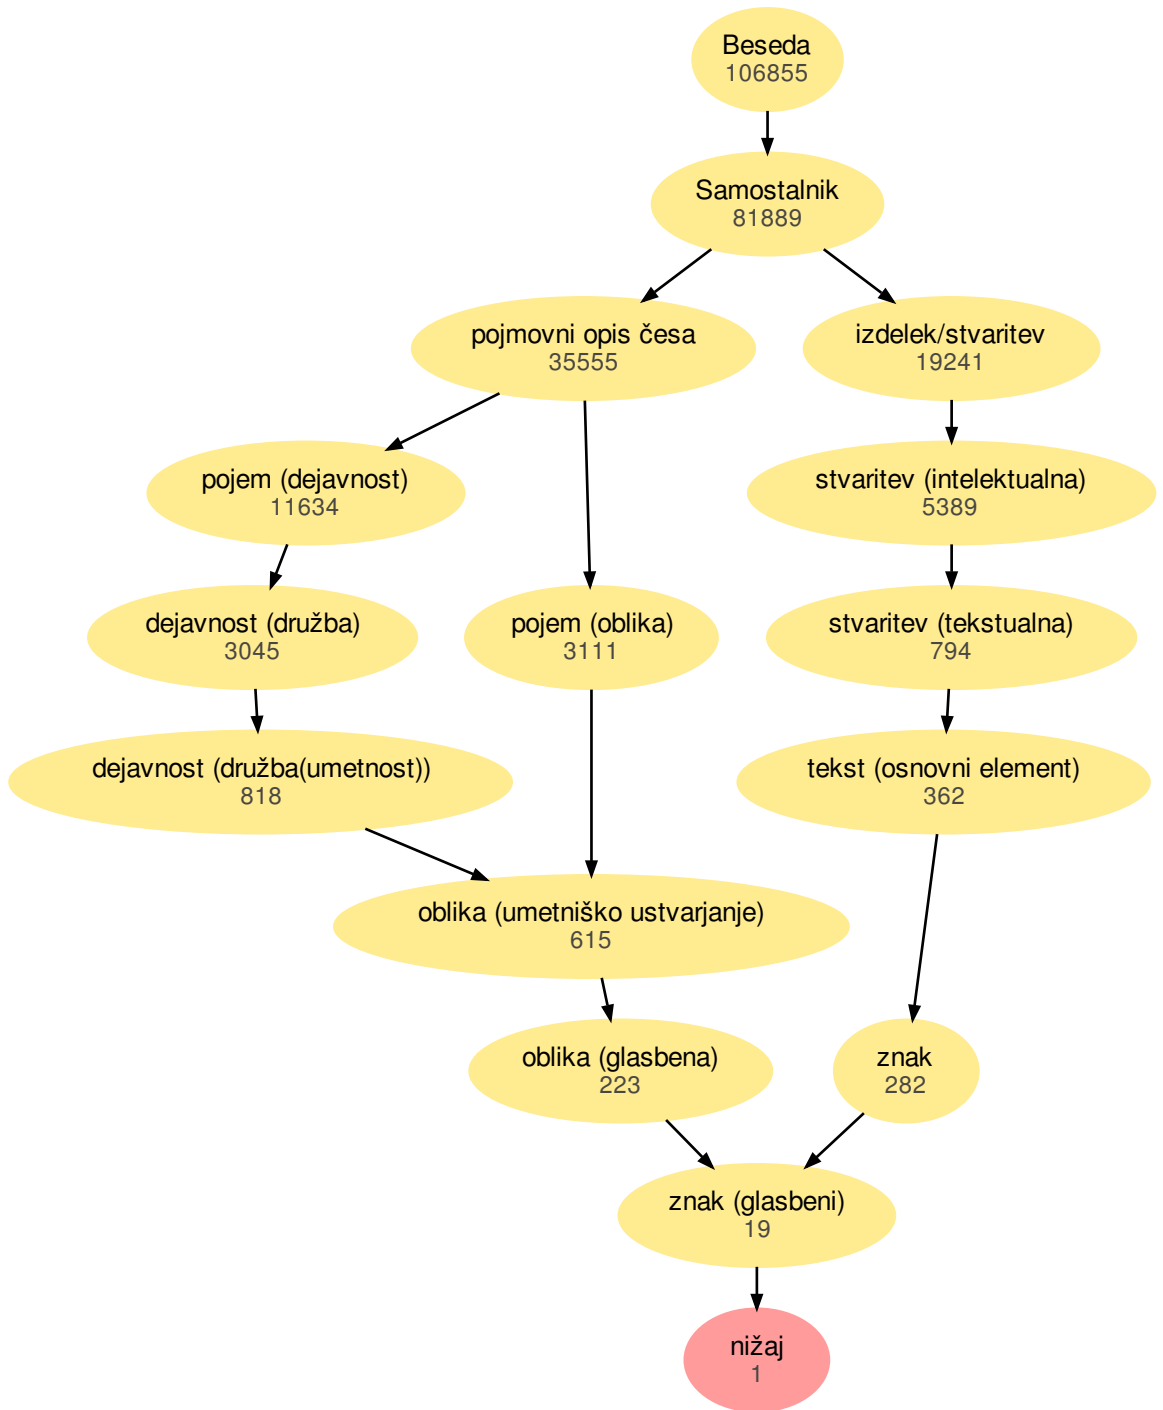 Beseda
106855
Samostalnik
81889
pojmovni opis česa
35555
izdelek/stvaritev
19241
pojem (dejavnost)
11634
stvaritev (intelektualna)
5389
dejavnost (družba)
3045
pojem (oblika)
3111
stvaritev (tekstualna)
794
dejavnost (družba(umetnost))
818
tekst (osnovni element)
362
oblika (umetniško ustvarjanje)
615
oblika (glasbena)
223
znak
282
znak (glasbeni)
19
nižaj
1